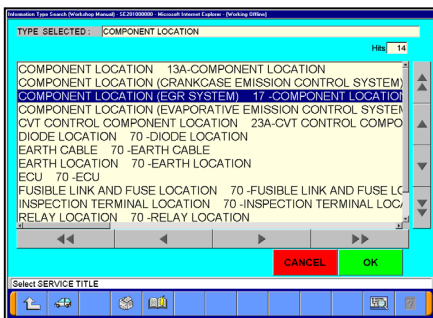 Information Type Search (Workshop Manual) - SE201000000 - Microsoft Internet Explorer - [Working Offline]
TYPE SELECTED : COMPONENT LOCATION
Hits 14
COMPONENT LOCATION 13A-COMPONENT LOCATION
COMPONENT LOCATION (CRANKCASE EMISSION CONTROL SYSTEM)
COMPONENT LOCATION (EGR SYSTEM) 17 -COMPONENT LOCATION
COMPONENT LOCATION (EVAPORATIVE EMISSION CONTROL SYSTEM
CVT CONTROL COMPONENT LOCATION 23A-CVT CONTROL COMPO
DIODE LOCATION 70 -DIODE LOCATION
EARTH CABLE 70 -EARTH CABLE
EARTH LOCATION 70 -EARTH LOCATION
ECU 70 -ECU
FUSIBLE LINK AND FUSE LOCATION 70 -FUSIBLE LINK AND FUSE LO
INSPECTION TERMINAL LOCATION 70 -INSPECTION TERMINAL LOCA
RELAY LOCATION 70 -RELAY LOCATION
CANCEL OK
Select SERVICE TITLE